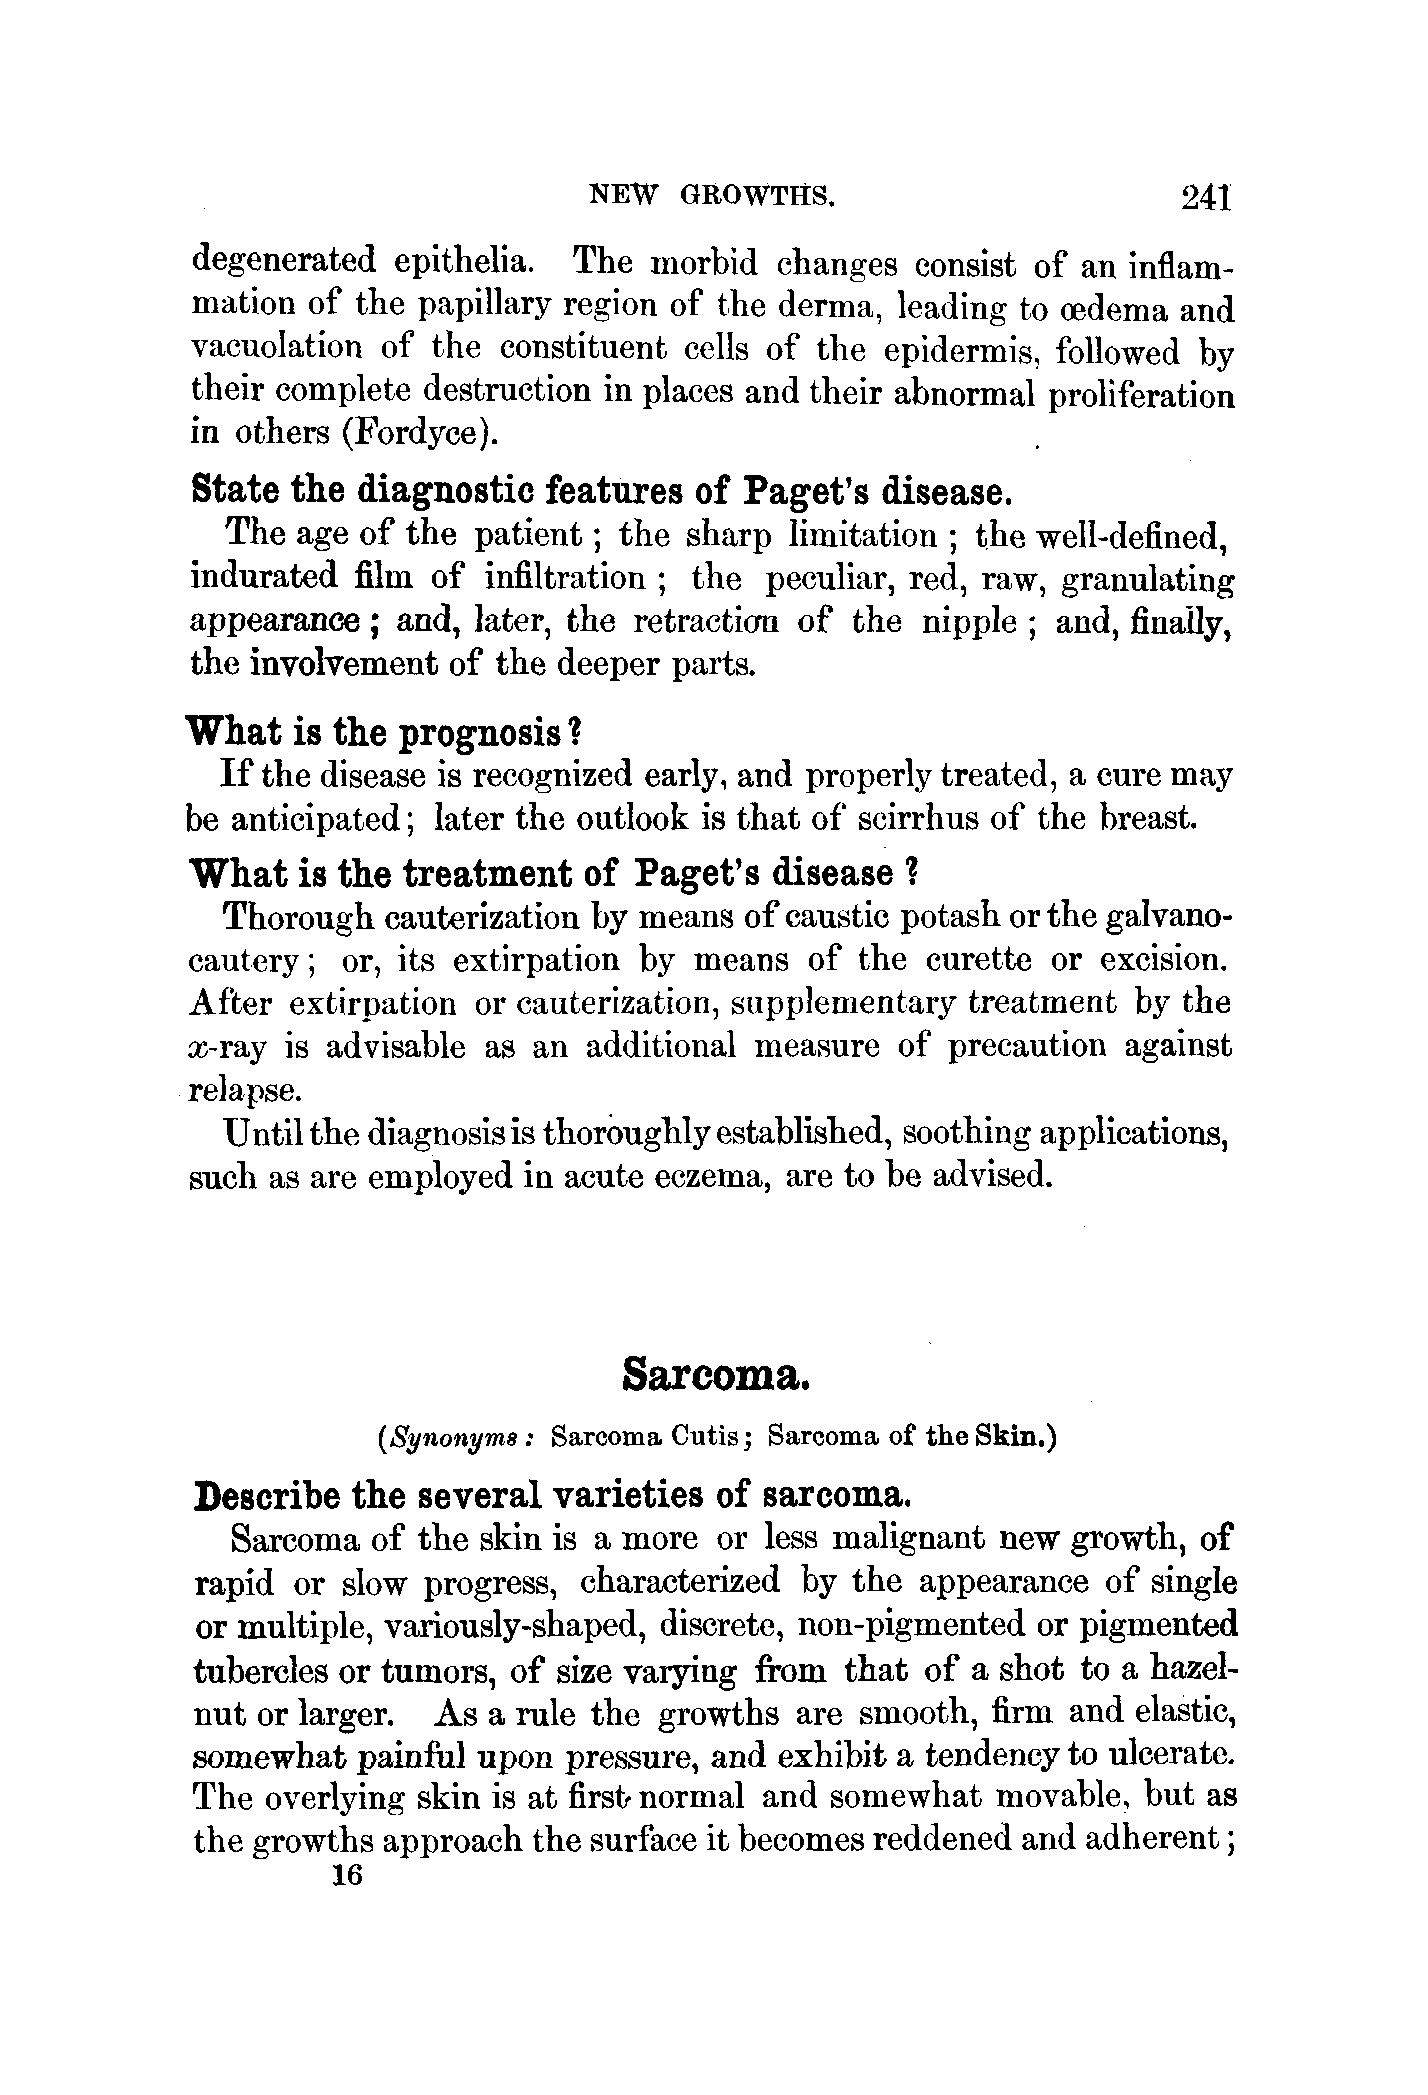 NEW GROWTHS. 241
degenerated epithelia. The morbid changes consist of an inflam-
mation of the papillary region of the derma, leading to œdema and
vacuolation of the constituent cells of the epidermis, followed by
their complete destruction in places and their abnormal proliferation
in others (Fordyce).
State the diagnostic features of Paget's disease.
The age of the patient ; the sharp limitation ; the well-defined,
indurated film of infiltration ; the peculiar, red, raw, granulating
appearance ; and, later, the retraction of the nipple ; and, finally,
the involvement of the deeper parts.
What is the prognosis ?
If the disease is recognized early, and properly treated, a cure may
be anticipated ; later the outlook is that of scirrhus of the breast.
What is the treatment of Paget's disease ?
Thorough cauterization by means of caustic potash or the galvano-
cautery ; or, its extirpation by means of the curette or excision.
After extirpation or cauterization, supplementary treatment by the
x-ray is advisable as an additional measure of precaution against
relapse.
Until the diagnosis is thoroughly established, soothing applications,
such as are employed in acute eczema, are to be advised.
Sarcoma.
(Synonyms : Sarcoma Cutis ; Sarcoma of the Skin.)
Describe the several varieties of sarcoma.
Sarcoma of the skin is a more or less malignant new growth, of
rapid or slow progress, characterized by the appearance of single
or multiple, variously-shaped, discrete, non-pigmented or pigmented
tubercles or tumors, of size varying from that of a shot to a hazel-
nut or larger. As a rule the growths are smooth, firm and elastic,
somewhat painful upon pressure, and exhibit a tendency to ulcerate.
The overlying skin is at first normal and somewhat movable, but as
the growths approach the surface it becomes reddened and adherent ;
16